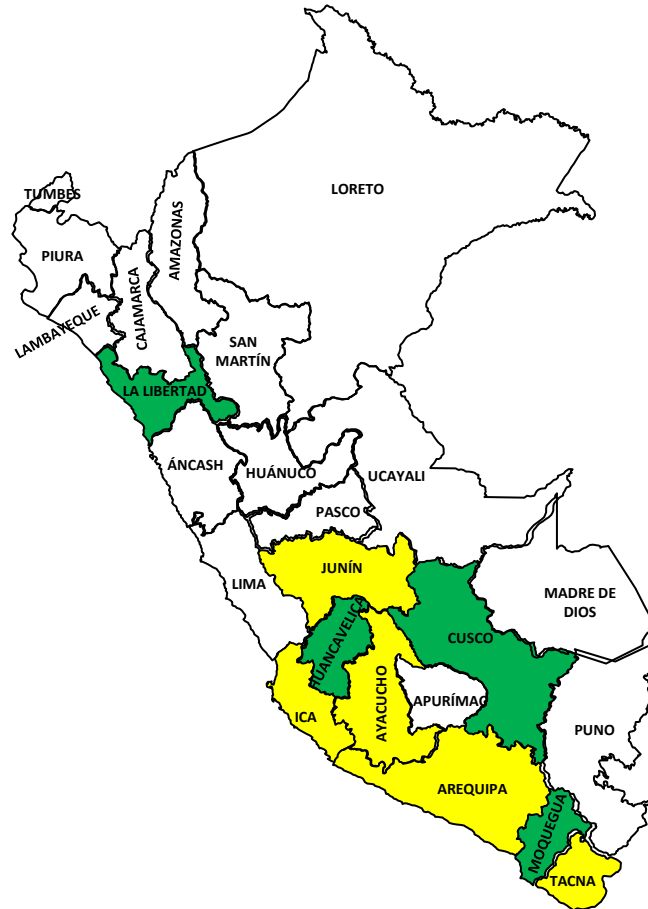 LORETO
TUMBES
AMAZONAS
PIURA
CAJAMARCA
LAMBAYEQUE
SAN
MARTÍN
LA LIBERTAD
ÁNCASH
HUÁNUCO
UCAYALI
PASCO
JUNÍN
LIMA
MADRE DE
DIOS
HUANCAVELICA
CUSCO
AYACUCHO
APURÍMAC
ICA
PUNO
AREQUIPA
MOQUEGUA
TACNA